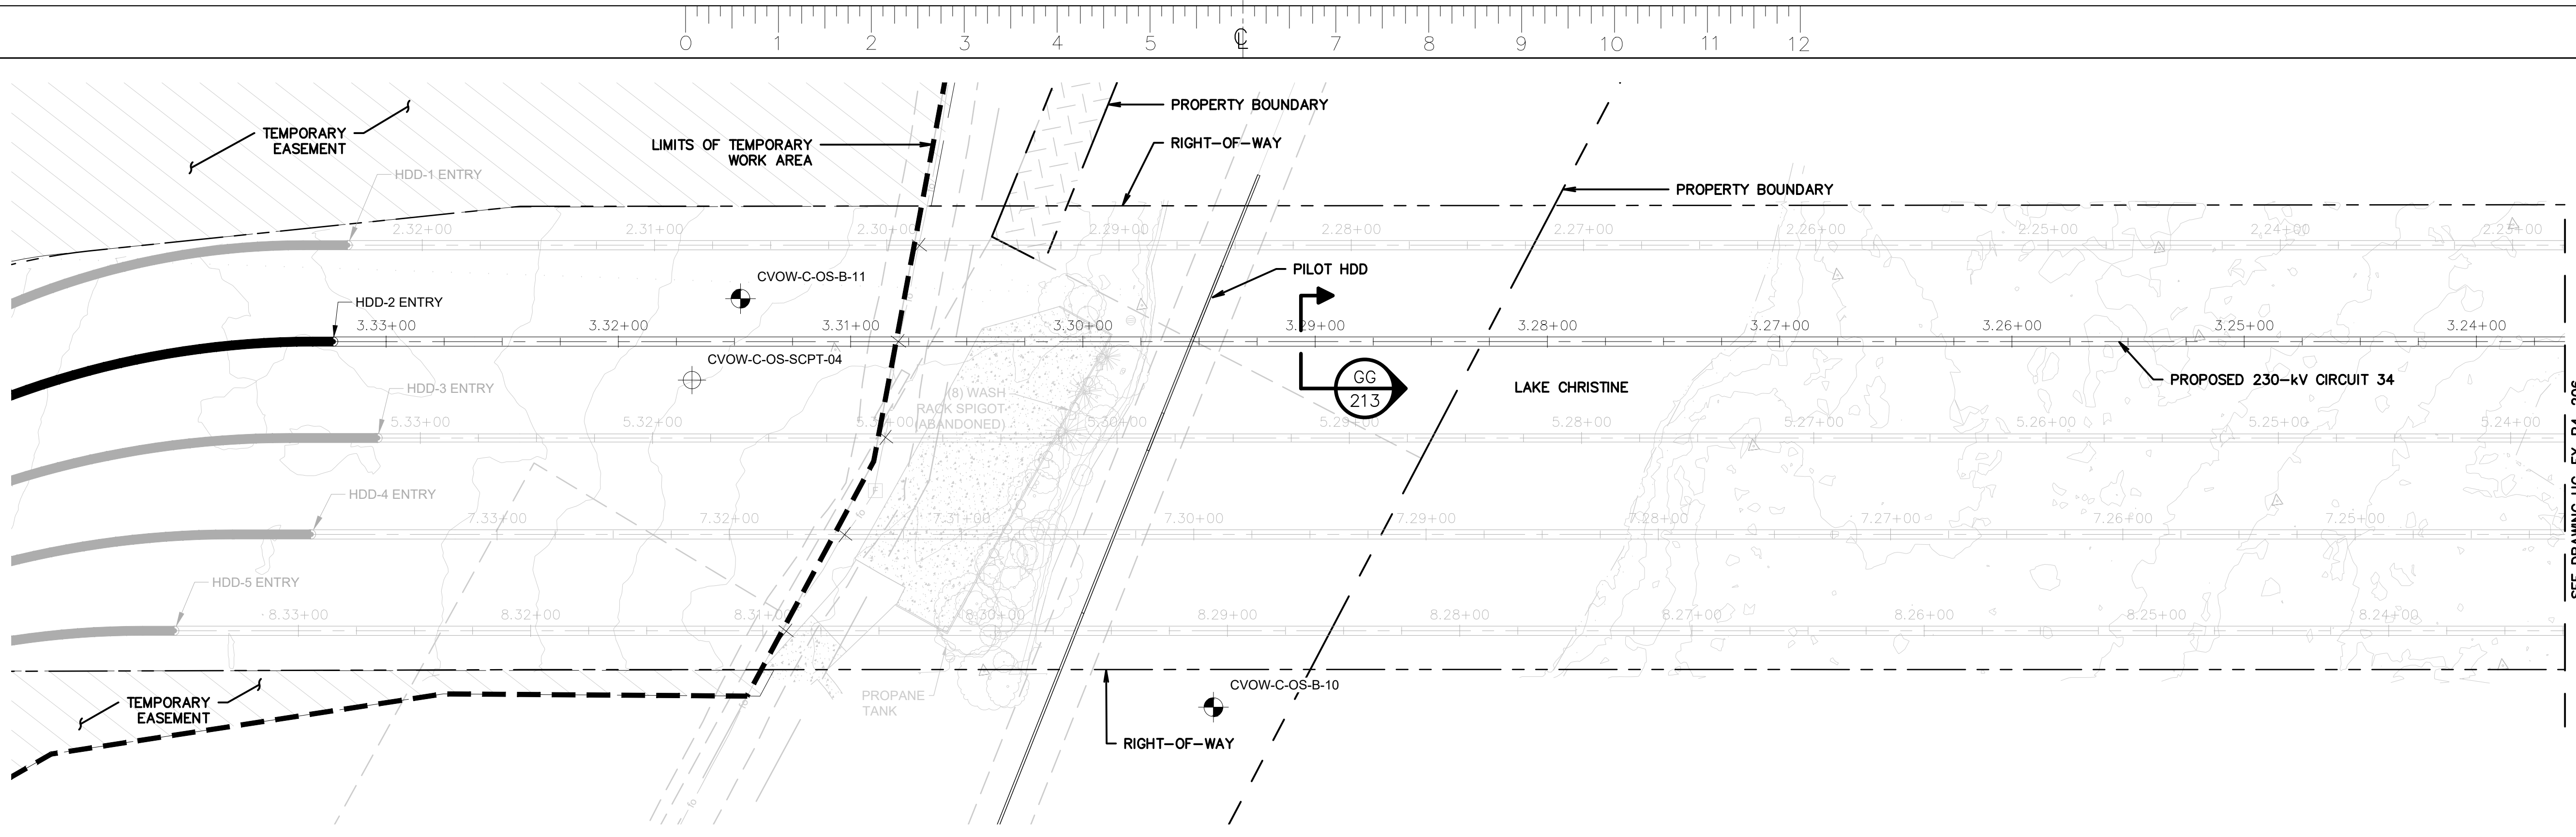 0 1 2 3 4 5 ℄ 7 8 9 10 11 12
PROPERTY BOUNDARY
TEMPORARY
EASEMENT
LIMITS OF TEMPORARY
WORK AREA
RIGHT-OF-WAY
HDD-1 ENTRY
PROPERTY BOUNDARY
2.32+00 2.31+00 2.30+00 2.29+00 2.28+00 2.27+00 2.26+00 2.25+00 2.24+00 2.23+00
CVOW-C-OS-B-11
PILOT HDD
HDD-2 ENTRY
3.33+00 3.32+00 3.31+00 3.30+00 3.29+00 3.28+00 3.27+00 3.26+00 3.25+00 3.24+00
CVOW-C-OS-SCPT-04
GG
213
LAKE CHRISTINE
PROPOSED 230-kV CIRCUIT 34
HDD-3 ENTRY
(8) WASH
RACK SPIGOT
(ABANDONED)
5.33+00 5.32+00 5.31+00 5.30+00 5.29+00 5.28+00 5.27+00 5.26+00 5.25+00 5.24+00
HDD-4 ENTRY
F
fo
7.33+00 7.32+00 7.31+00 7.30+00 7.29+00 7.28+00 7.27+00 7.26+00 7.25+00
HDD-5 ENTRY
8.33+00 8.32+00 8.31+00 8.30+00 8.29+00 8.28+00 8.27+00 8.26+00 8.25+00 8.24+00
CVOW-C-OS-B-10
TEMPORARY
EASEMENT
PROPANE
TANK
fo
RIGHT-OF-WAY
fo